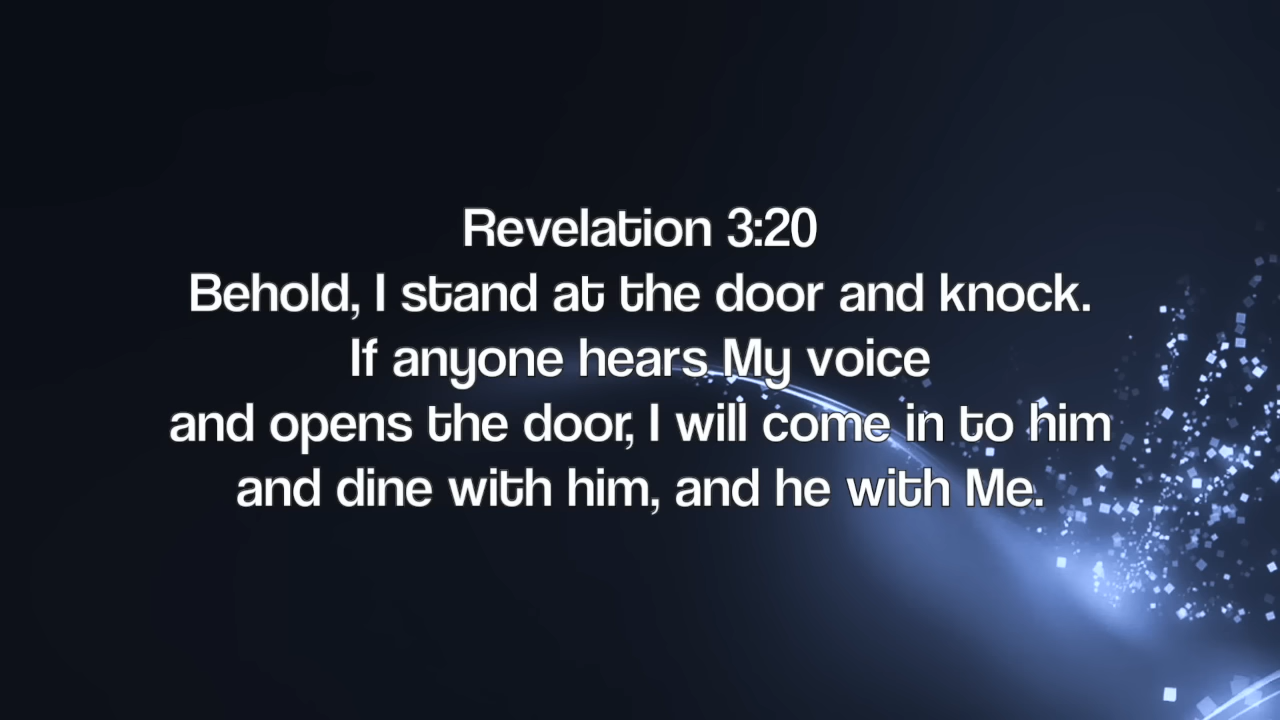 Revelation 3:20
Behold, I stand at the door and knock.
If anyone hears My voice
and opens the door, I will come in to him
and dine with him, and he with Me.